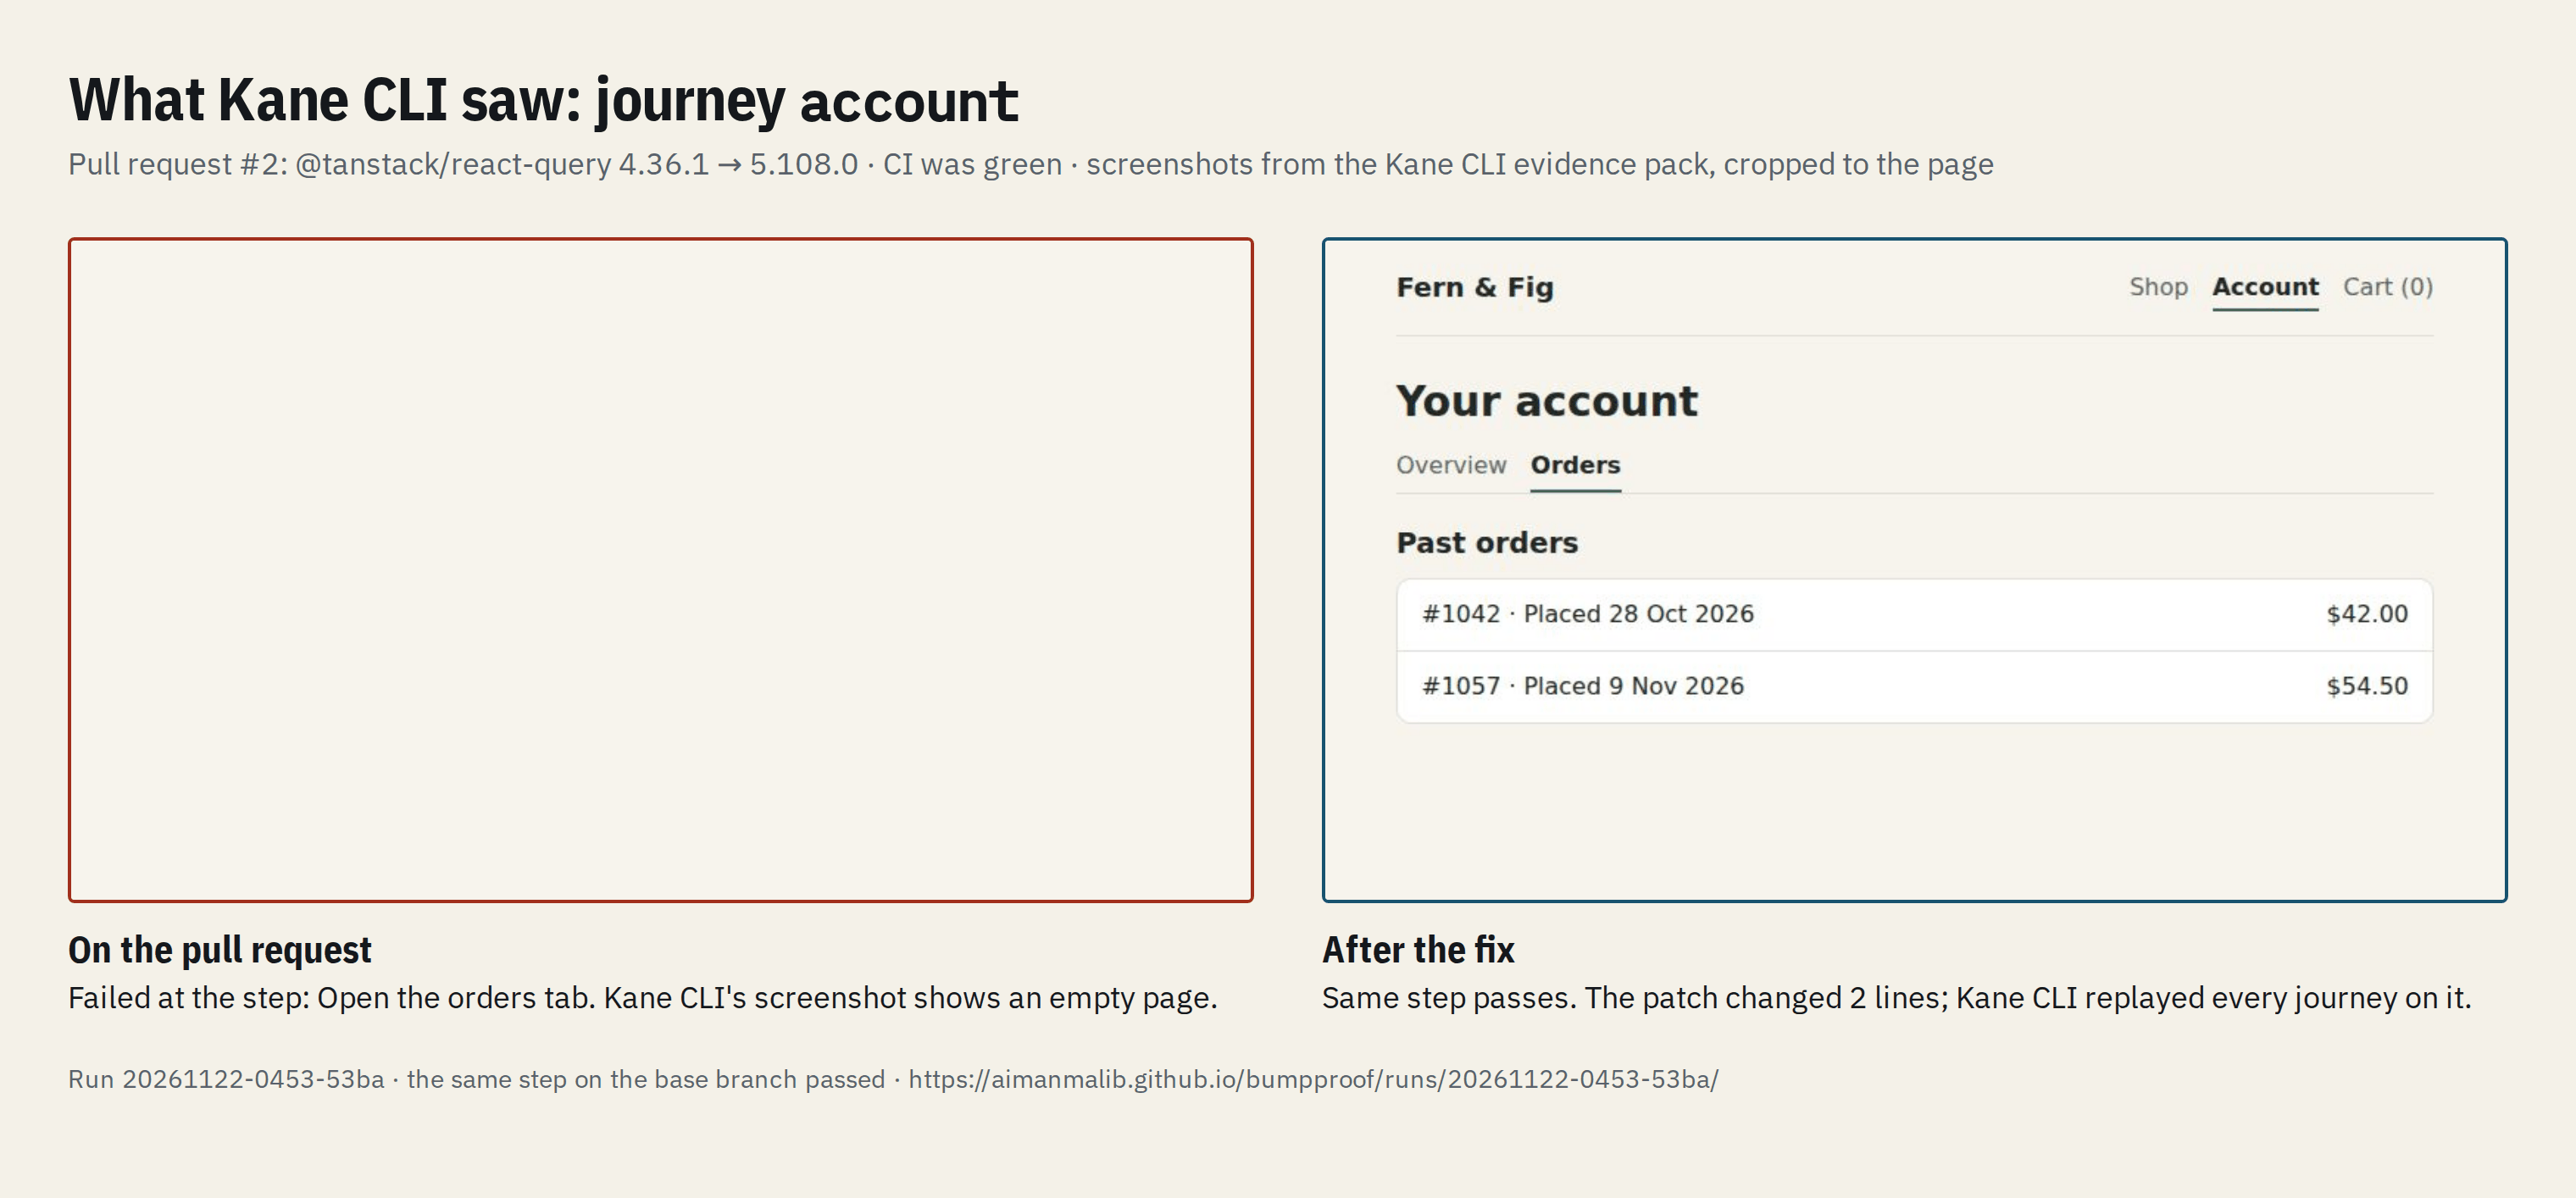 What Kane CLI saw: journey account
Pull request #2: @tanstack/react-query 4.36.1 → 5.108.0 · CI was green · screenshots from the Kane CLI evidence pack, cropped to the page
Fern & Fig
Shop Account Cart (0)
Your account
Overview Orders
Past orders
#1042 · Placed 28 Oct 2026 $42.00
#1057 · Placed 9 Nov 2026 $54.50
On the pull request
Failed at the step: Open the orders tab. Kane CLI's screenshot shows an empty page.
After the fix
Same step passes. The patch changed 2 lines; Kane CLI replayed every journey on it.
Run 20261122-0453-53ba · the same step on the base branch passed · https://aimanmalib.github.io/bumpproof/runs/20261122-0453-53ba/